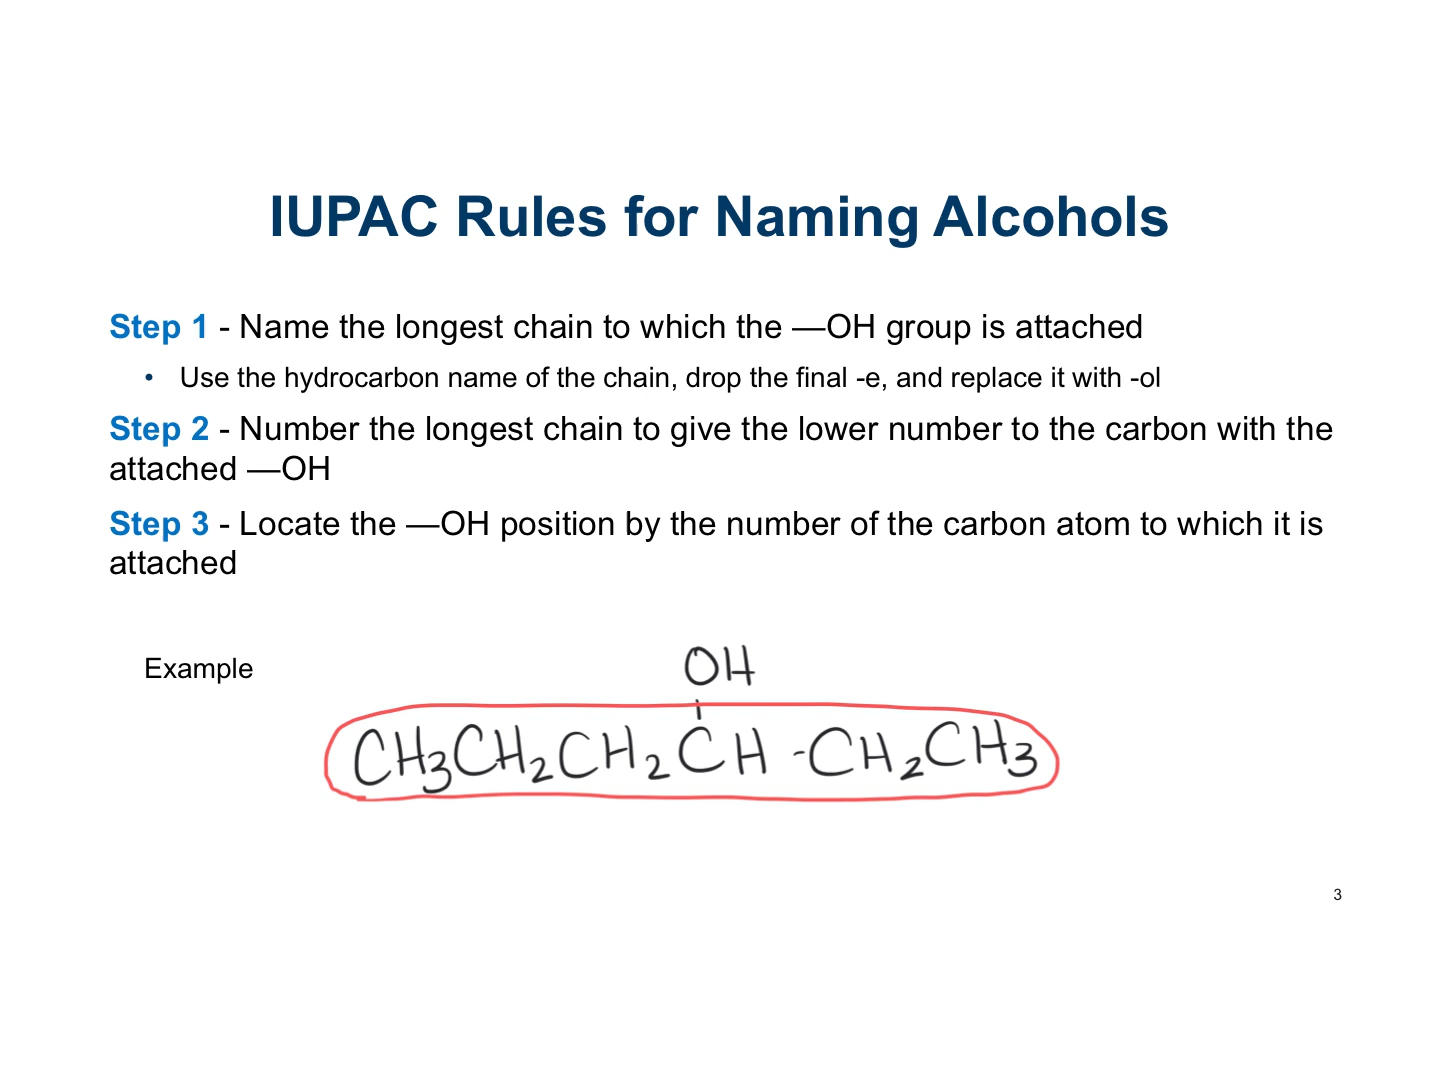 IUPAC Rules for Naming Alcohols
Step 1 - Name the longest chain to which the —OH group is attached
• Use the hydrocarbon name of the chain, drop the final -e, and replace it with -ol
Step 2 - Number the longest chain to give the lower number to the carbon with the
attached —OH
Step 3 - Locate the —OH position by the number of the carbon atom to which it is
attached
Example
OH
CH3CH2CH2CH-CH2CH3
3